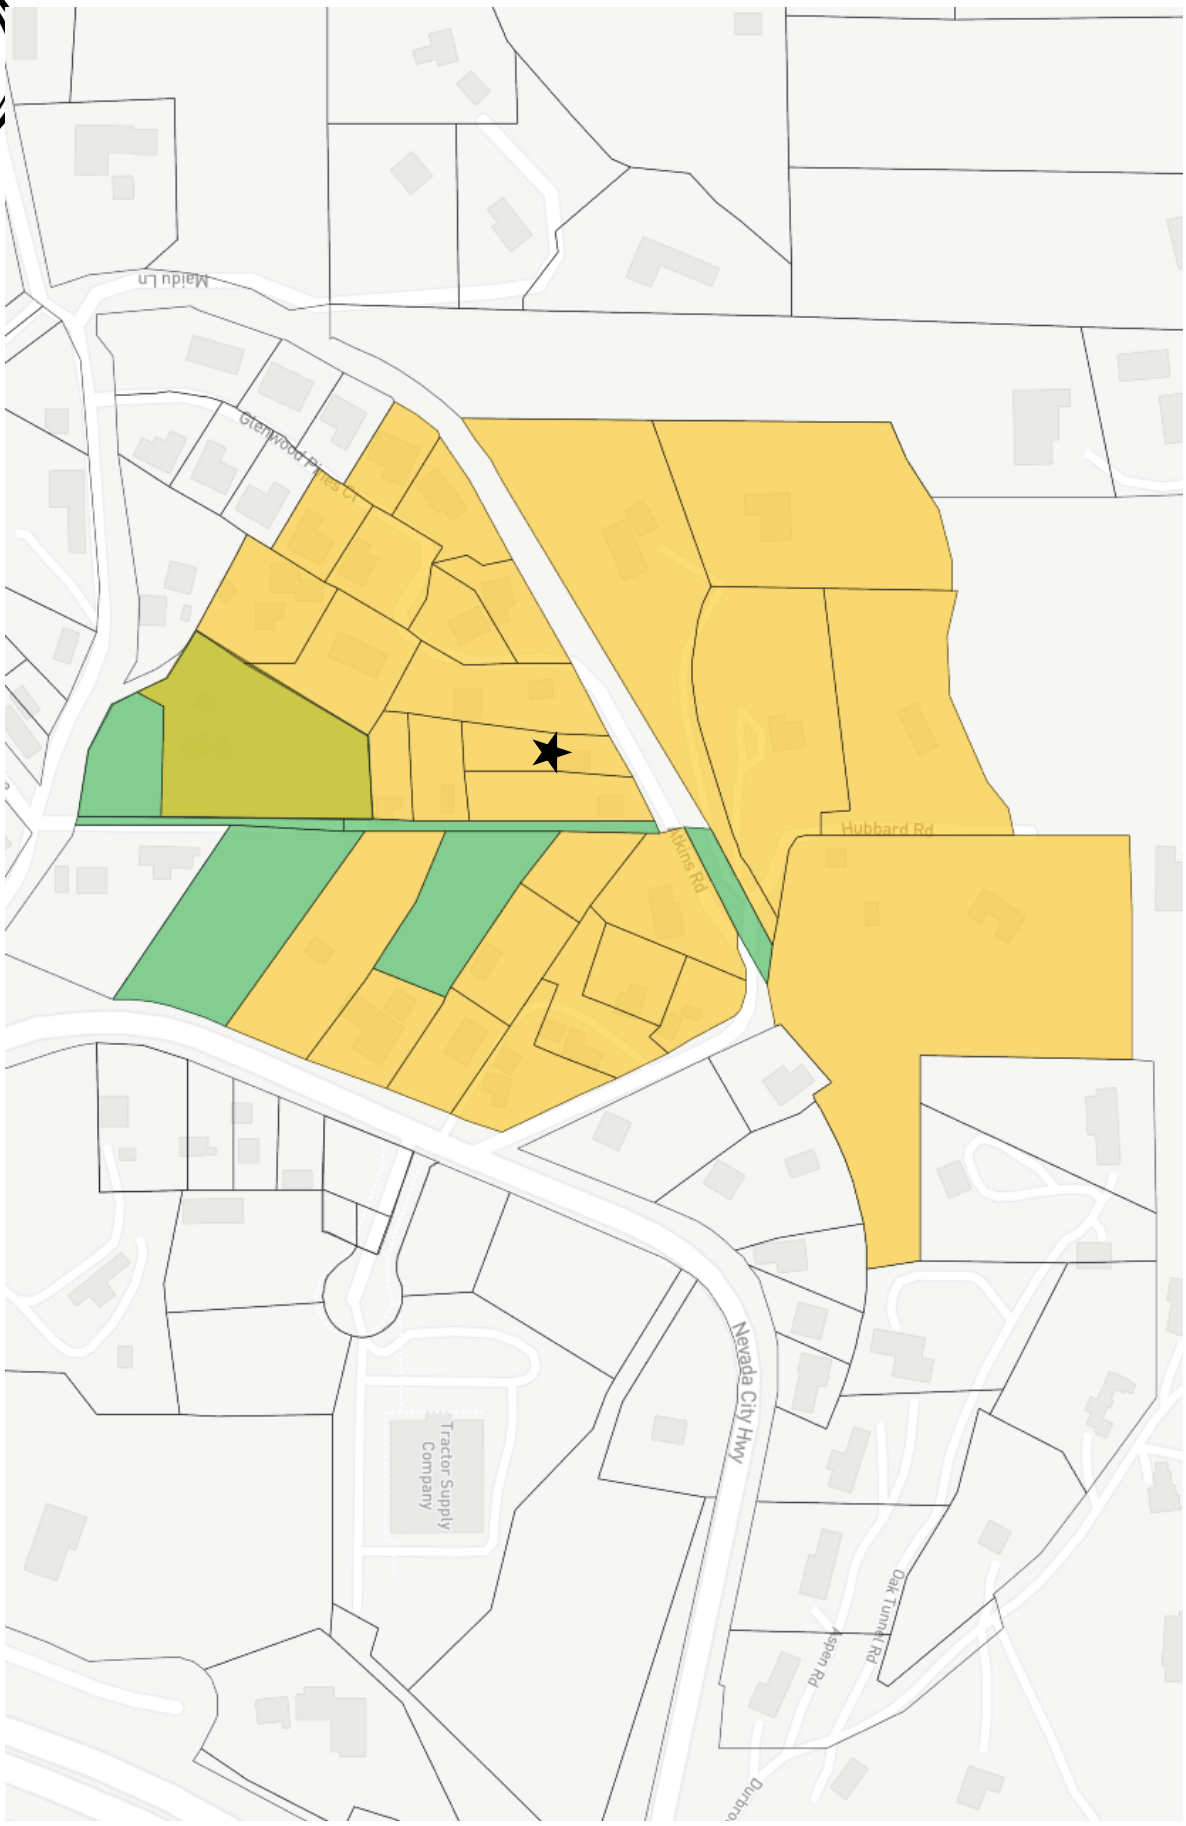 Maidu Ln
Glenwood Pines Ct
Hubbard Rd
Atkins Rd
Nevada City Hwy
Tractor Supply
Company
Oak Tunnel Rd
Aspen Rd